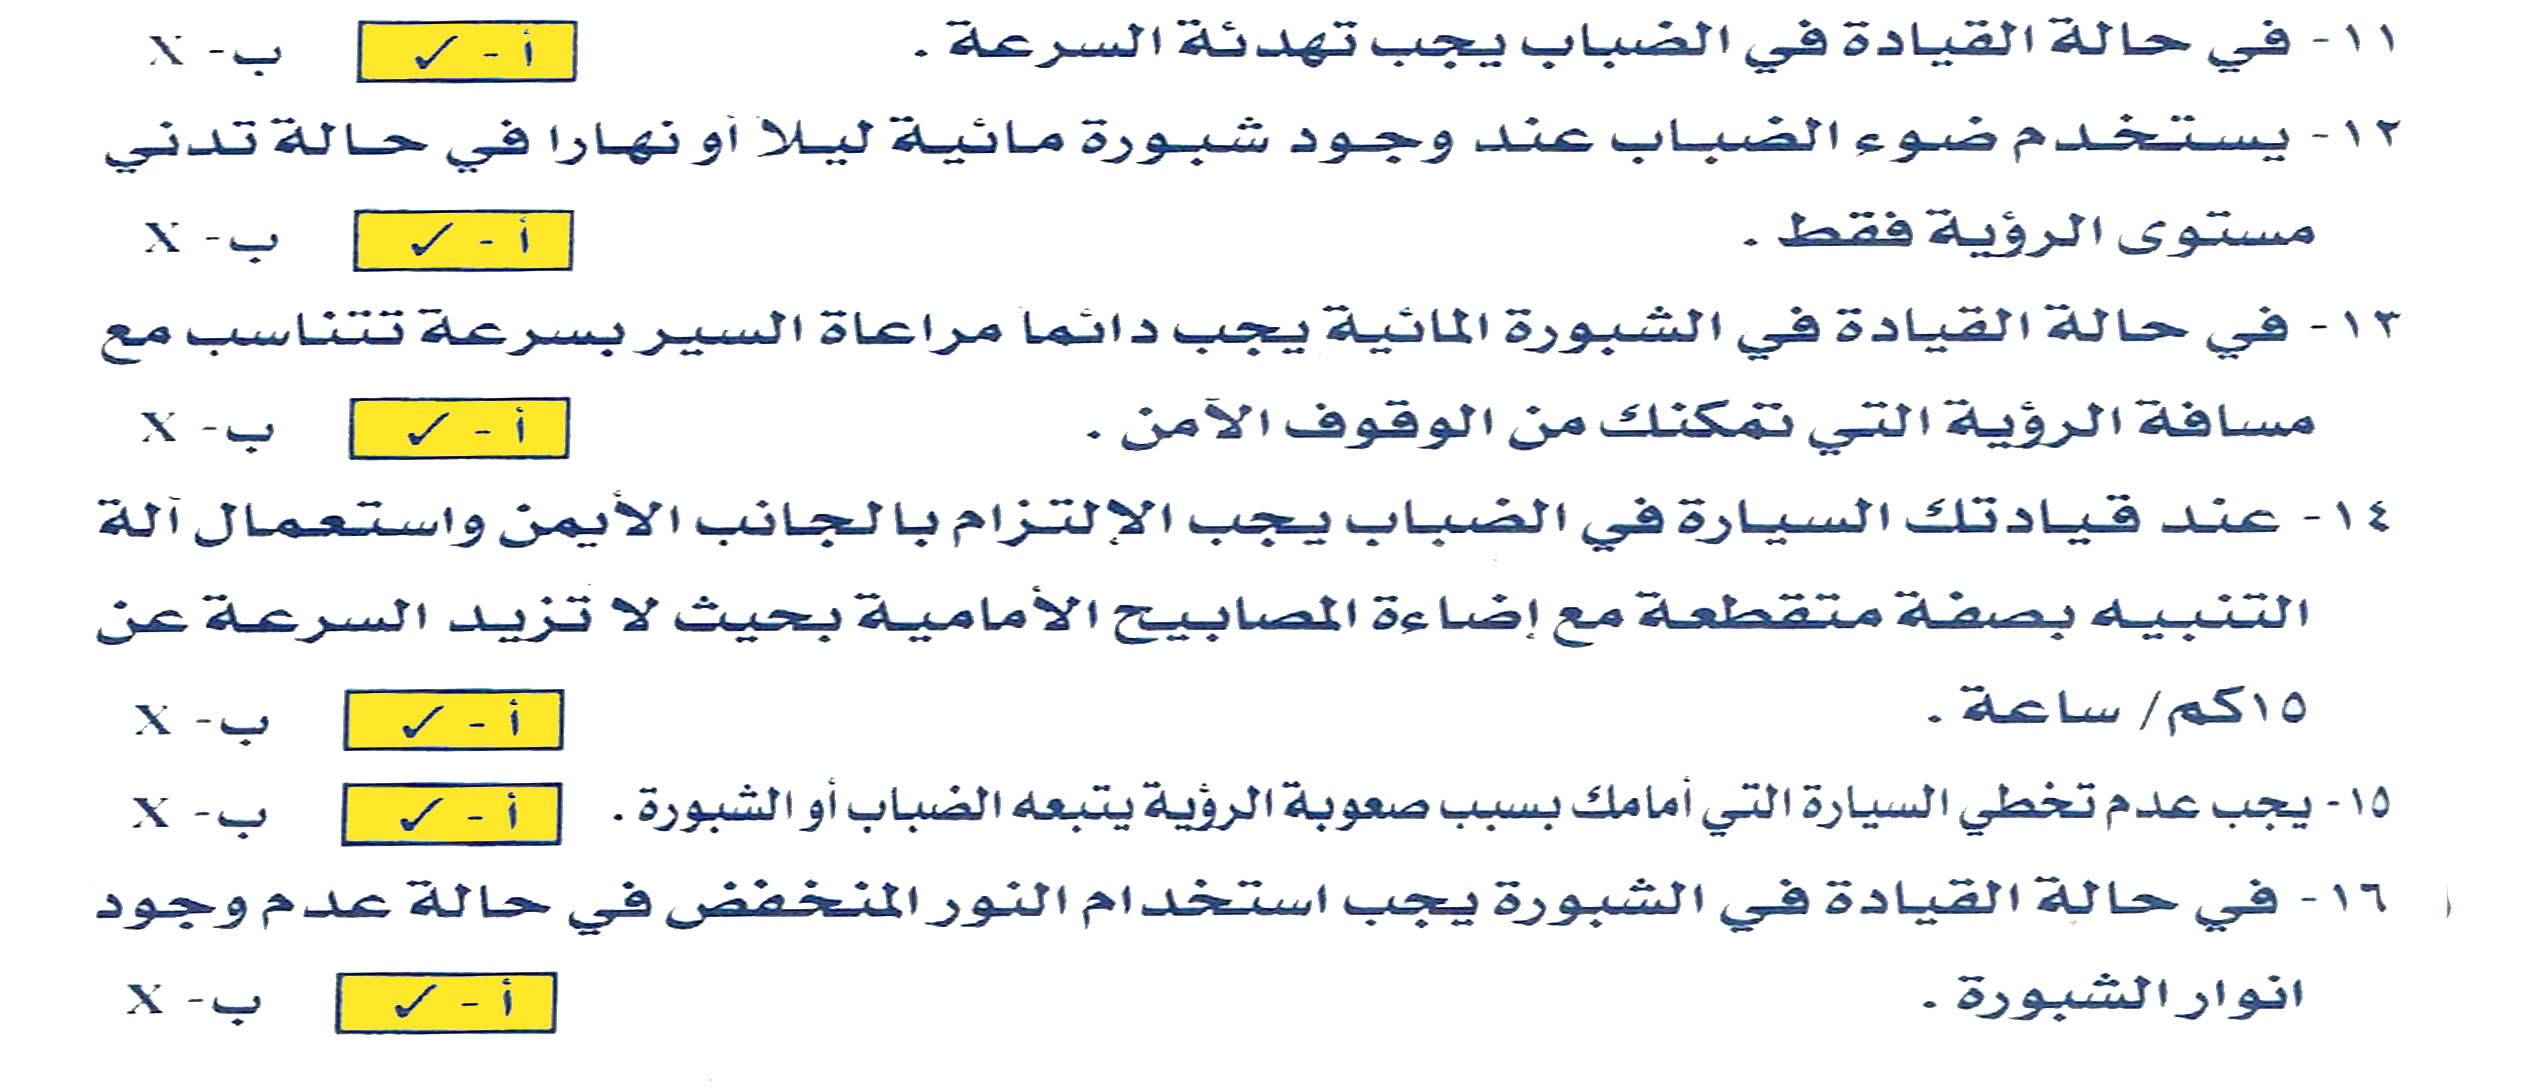 ١١- في حالة القيادة في الضباب يجب تهدئة السرعة . أ - ✓ ب- X
١٢- يستخدم ضوء الضباب عند وجود شبورة مائية ليلا أو نهارا في حالة تدني
مستوى الرؤية فقط . أ - ✓ ب- X
١٣- في حالة القيادة في الشبورة المائية يجب دائما مراعاة السير بسرعة تتناسب مع
مسافة الرؤية التي تمكنك من الوقوف الآمن . أ - ✓ ب- X
١٤- عند قيادتك السيارة في الضباب يجب الإلتزام بالجانب الأيمن واستعمال آلة
التنبيه بصفة متقطعة مع إضاءة المصابيح الأمامية بحيث لا تزيد السرعة عن
١٥كم/ ساعة . أ - ✓ ب- X
١٥- يجب عدم تخطي السيارة التي أمامك بسبب صعوبة الرؤية يتبعه الضباب أو الشبورة . أ - ✓ ب- X
١٦- في حالة القيادة في الشبورة يجب استخدام النور المنخفض في حالة عدم وجود
انوار الشبورة . أ - ✓ ب- X